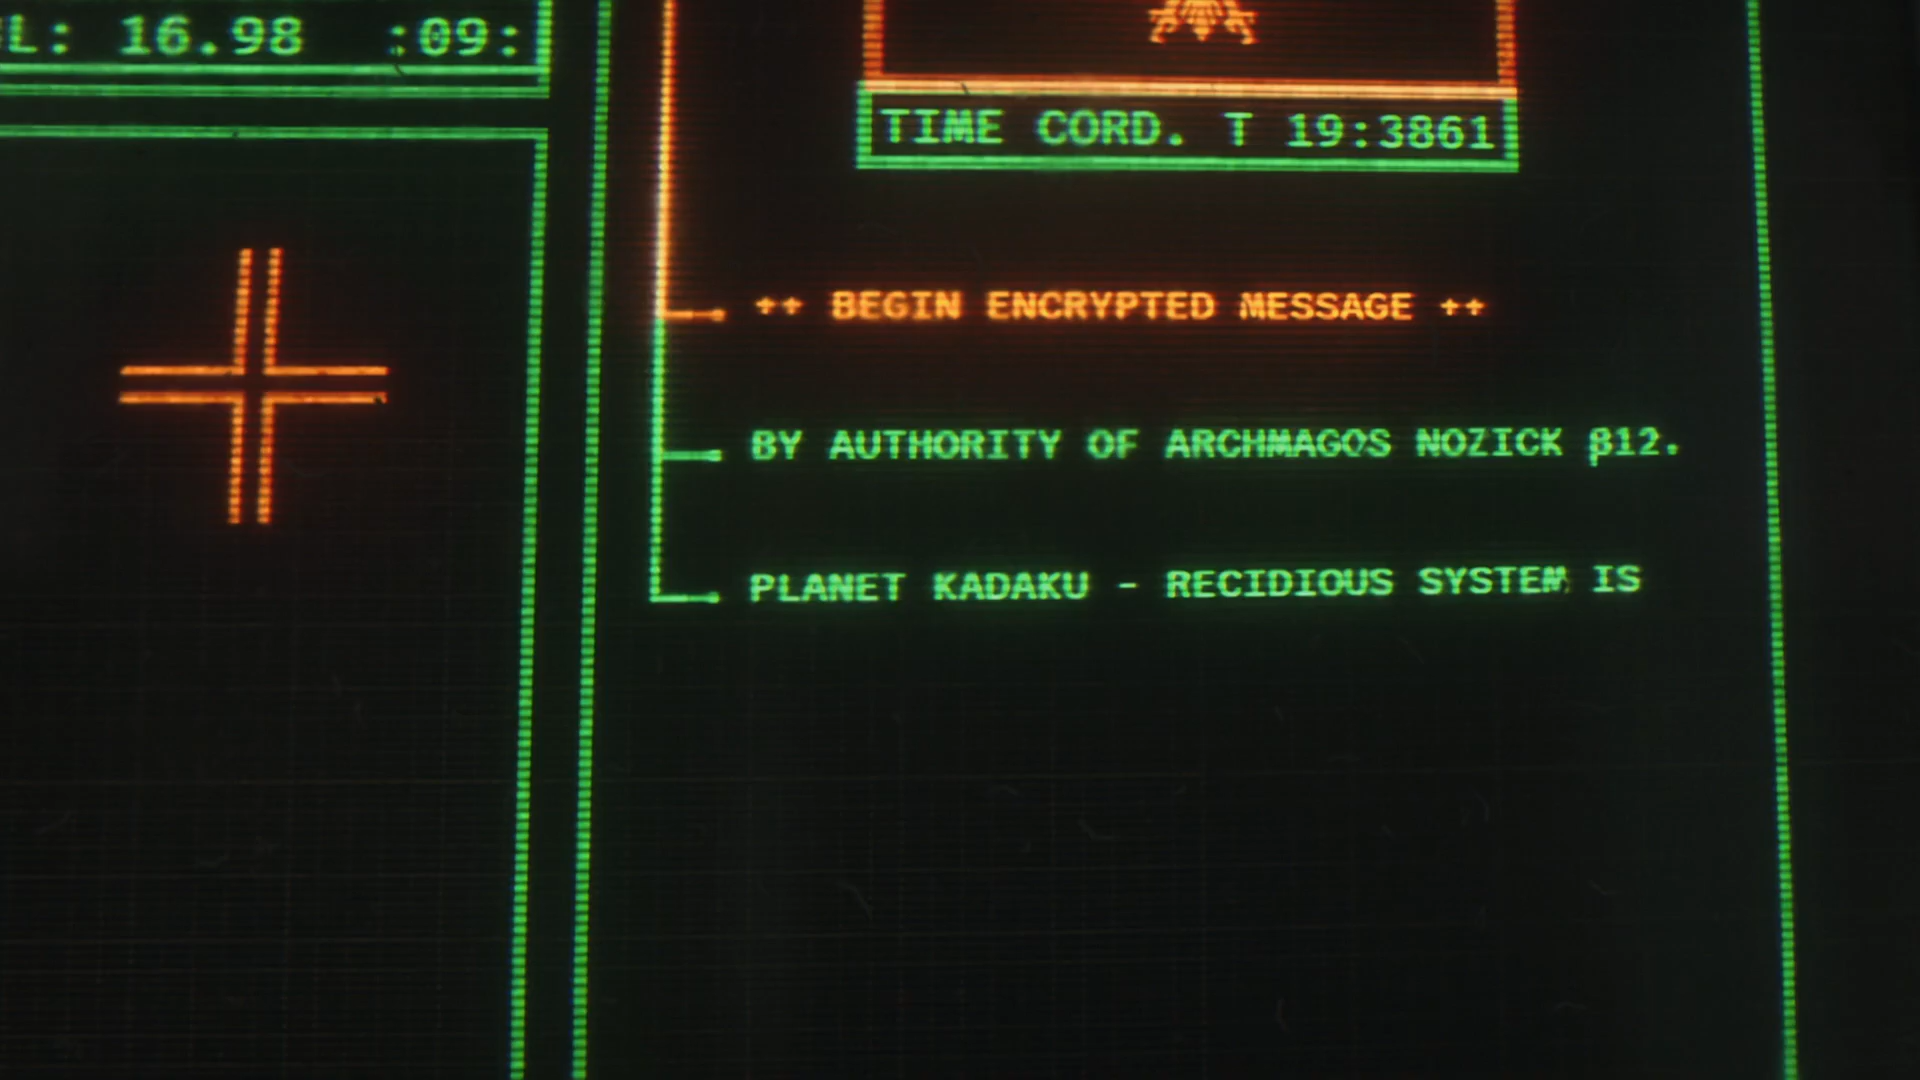 L: 16.98 :09:
TIME CORD. T 19:3861
++ BEGIN ENCRYPTED MESSAGE ++
BY AUTHORITY OF ARCHMAGOS NOZICK β12.
PLANET KADAKU - RECIDIOUS SYSTEM IS